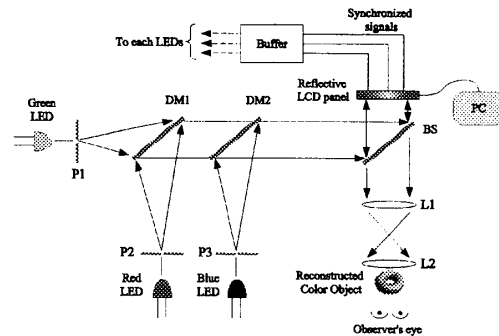 Synchronized
signals
To each LEDs
Buffer
Reflective
LCD panel
PC
Green
LED
DM1
DM2
BS
P1
L1
P2
P3
L2
Red
LED
Blue
LED
Reconstructed
Color Object
Observer's eye